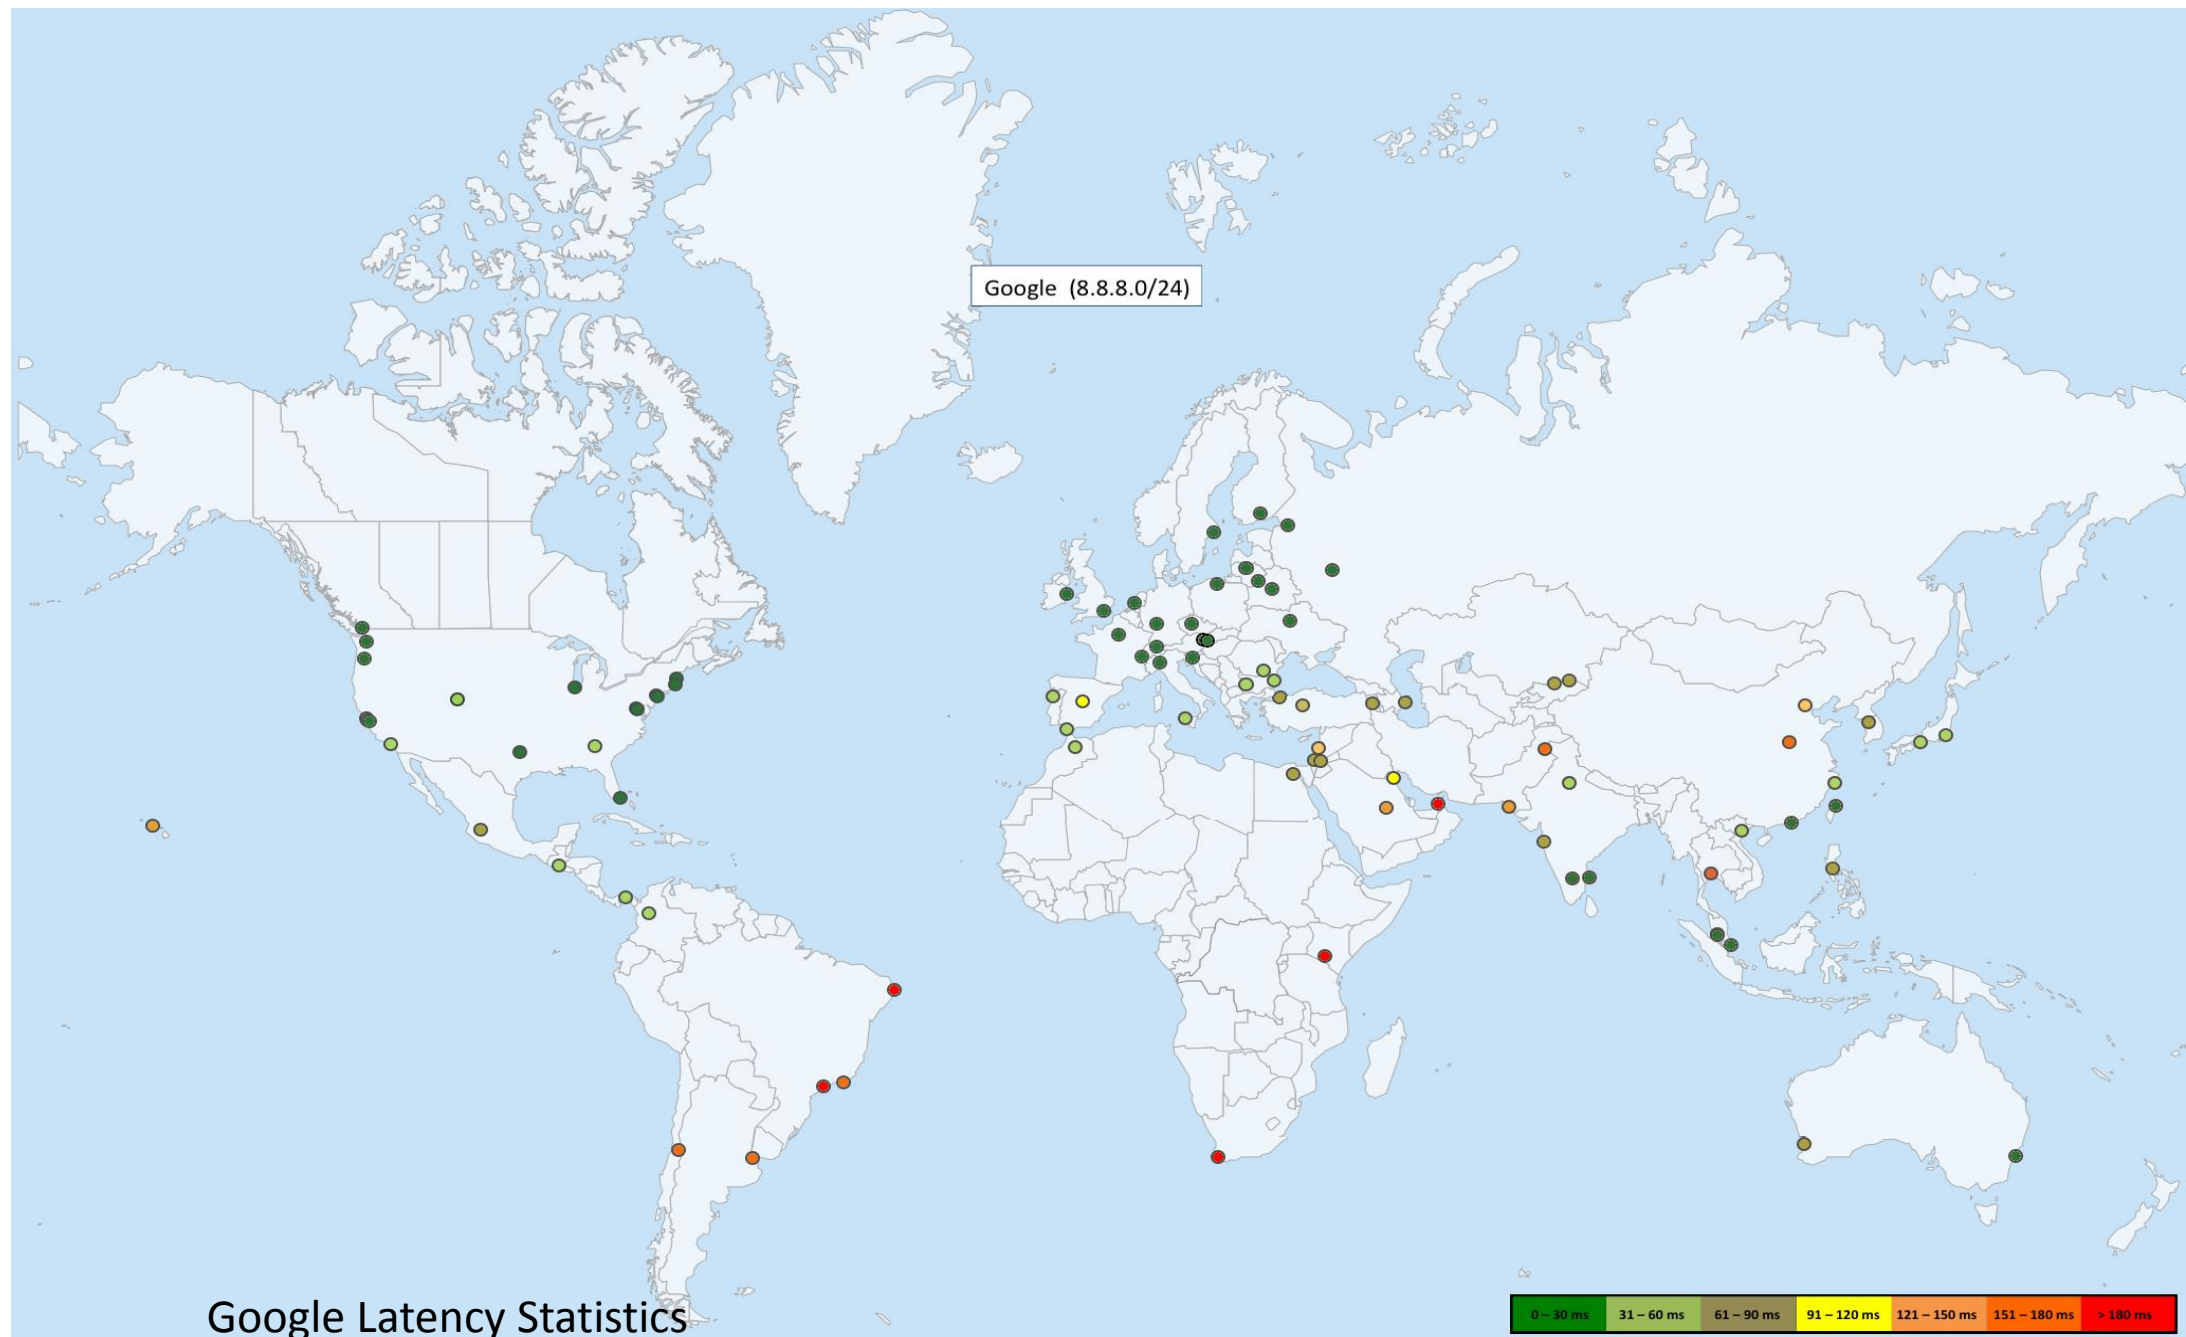 Google (8.8.8.0/24)
Google Latency Statistics
0 – 30 ms 31 – 60 ms 61 – 90 ms 91 – 120 ms 121 – 150 ms 151 – 180 ms > 180 ms